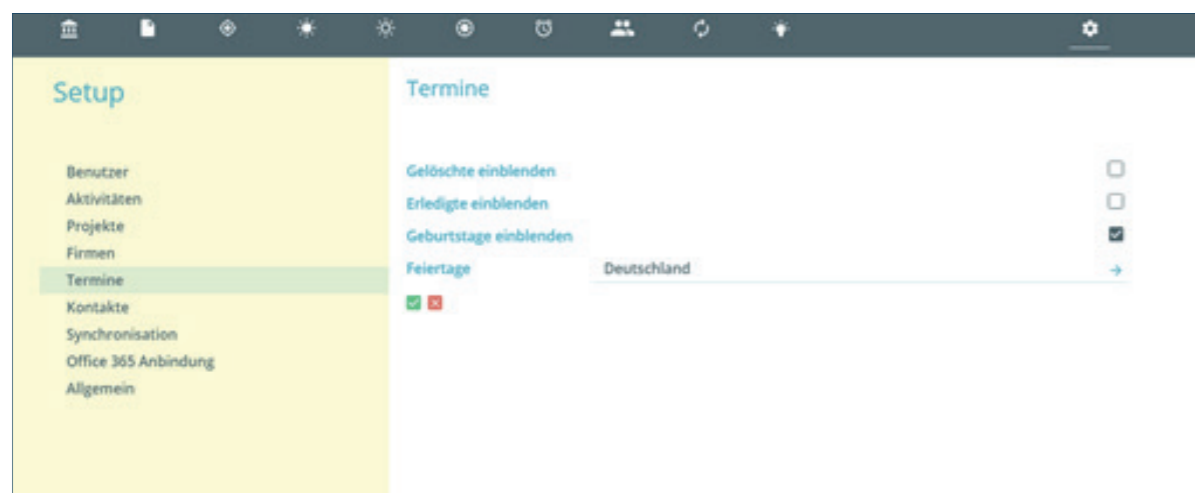 Setup
Benutzer
Aktivitäten
Projekte
Firmen
Termine
Kontakte
Synchronisation
Office 365 Anbindung
Allgemein
Termine
Gelöschte einblenden
Erledigte einblenden
Geburtstage einblenden
Feiertage Deutschland